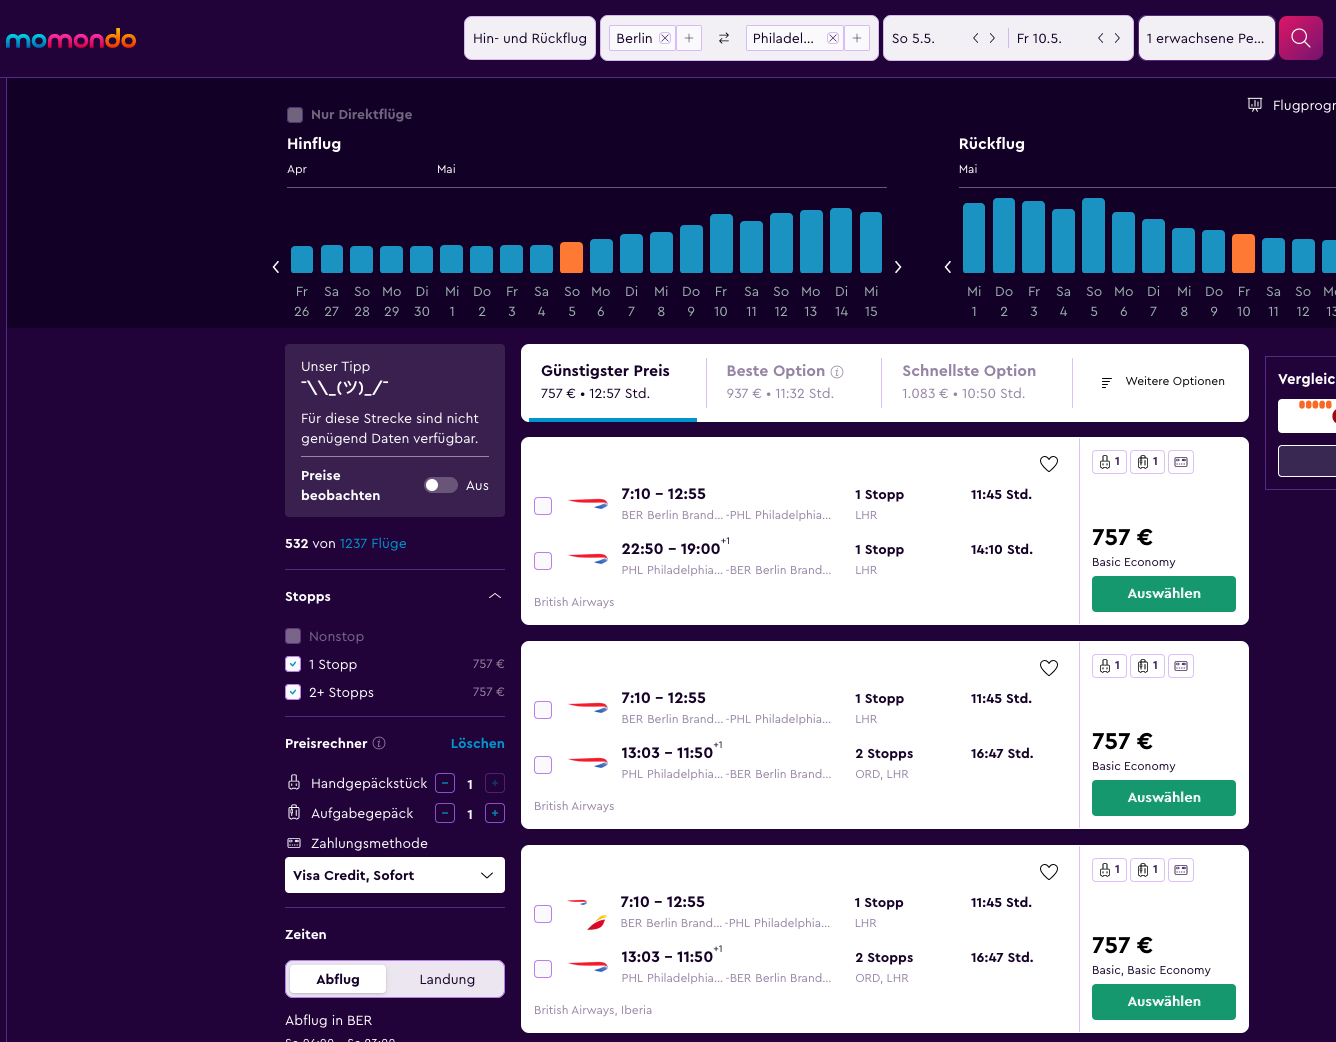 momondo
Hin- und Rückflug
Berlin
Philadel...
So 5.5.
Fr 10.5.
1 erwachsene Pe...
Nur Direktflüge
Flugprogr
Hinflug
Apr Mai
Fr Sa So Mo Di Mi Do Fr Sa So Mo Di Mi Do Fr Sa So Mo Di Mi
26 27 28 29 30 1 2 3 4 5 6 7 8 9 10 11 12 13 14 15
Rückflug
Mai
Mi Do Fr Sa So Mo Di Mi Do Fr Sa So Mo
1 2 3 4 5 6 7 8 9 10 11 12 13
Unser Tipp
¯\\_(ツ)_/¯
Für diese Strecke sind nicht
genügend Daten verfügbar.
Preise
beobachten
Aus
532 von 1237 Flüge
Stopps
Nonstop
1 Stopp 757 €
2+ Stopps 757 €
Preisrechner Löschen
Handgepäckstück − 1 +
Aufgabegepäck − 1 +
Zahlungsmethode
Visa Credit, Sofort
Zeiten
Abflug Landung
Abflug in BER
Günstigster Preis
757 € • 12:57 Std.
Beste Option
937 € • 11:32 Std.
Schnellste Option
1.083 € • 10:50 Std.
Weitere Optionen
7:10 – 12:55 1 Stopp 11:45 Std.
BER Berlin Brand... -PHL Philadelphia... LHR
22:50 – 19:00+1 1 Stopp 14:10 Std.
PHL Philadelphia... -BER Berlin Brand... LHR
British Airways
1 1
757 €
Basic Economy
Auswählen
7:10 – 12:55 1 Stopp 11:45 Std.
BER Berlin Brand... -PHL Philadelphia... LHR
13:03 – 11:50+1 2 Stopps 16:47 Std.
PHL Philadelphia... -BER Berlin Brand... ORD, LHR
British Airways
1 1
757 €
Basic Economy
Auswählen
7:10 – 12:55 1 Stopp 11:45 Std.
BER Berlin Brand... -PHL Philadelphia... LHR
13:03 – 11:50+1 2 Stopps 16:47 Std.
PHL Philadelphia... -BER Berlin Brand... ORD, LHR
British Airways, Iberia
1 1
757 €
Basic, Basic Economy
Auswählen
Vergleic